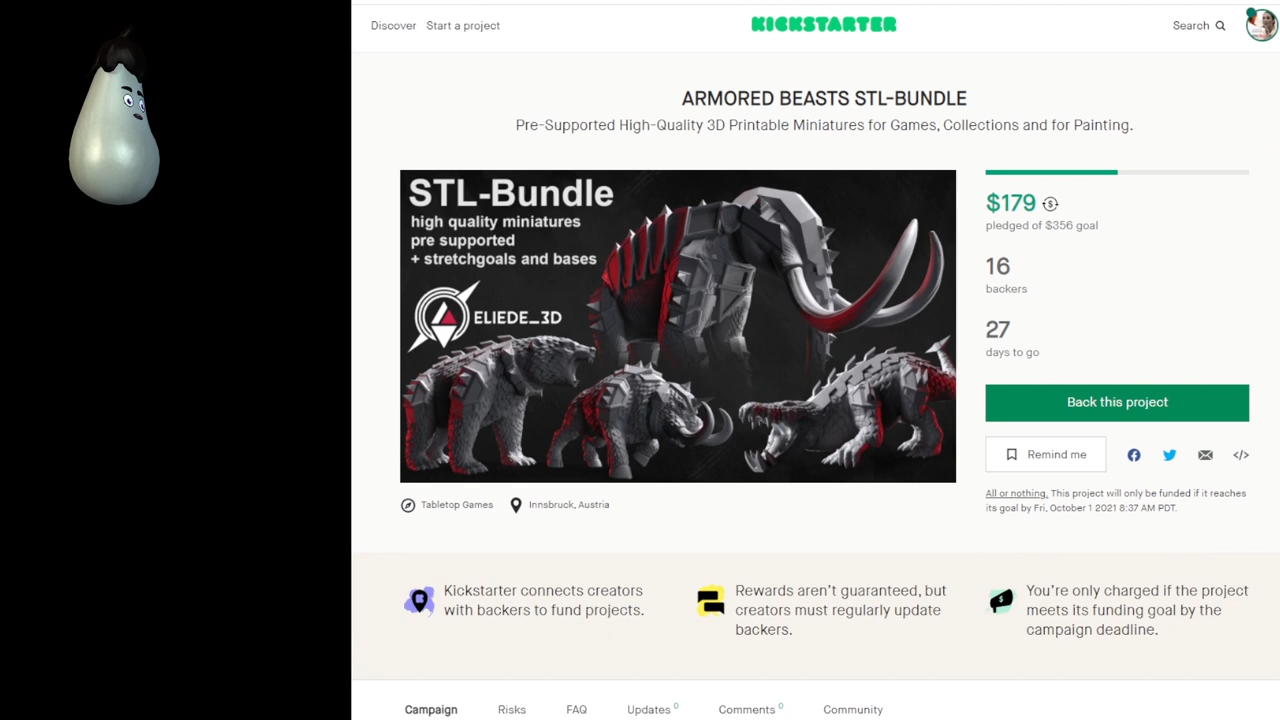 Discover
Start a project
KICKSTARTER
Search
ARMORED BEASTS STL-BUNDLE
Pre-Supported High-Quality 3D Printable Miniatures for Games, Collections and for Painting.
STL-Bundle
high quality miniatures
pre supported
+ stretchgoals and bases
ELIEDE_3D
$179
pledged of $356 goal
16
backers
27
days to go
Back this project
Remind me
All or nothing. This project will only be funded if it reaches
its goal by Fri, October 1 2021 8:37 AM PDT.
Tabletop Games
Innsbruck, Austria
Kickstarter connects creators
with backers to fund projects.
Rewards aren't guaranteed, but
creators must regularly update
backers.
You're only charged if the project
meets its funding goal by the
campaign deadline.
Campaign
Risks
FAQ
Updates 0
Comments 0
Community